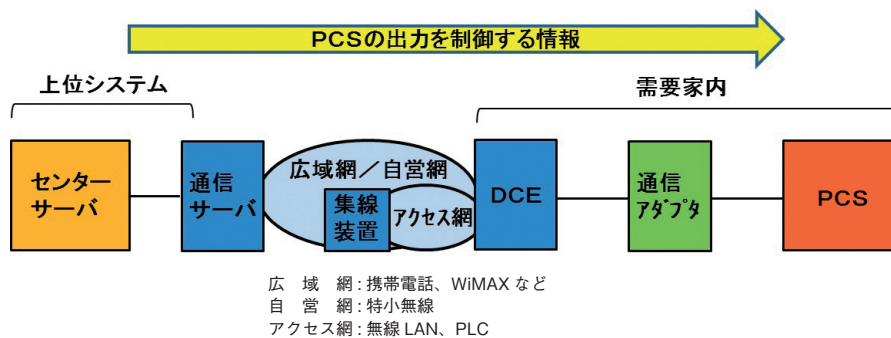 PCSの出力を制御する情報
上位システム
需要家内
センター
サーバ
通信
サーバ
広域網／自営網
集線
装置
アクセス網
DCE
通信
アダプタ
PCS
広　域　網：携帯電話、WiMAX など
自　営　網：特小無線
アクセス網：無線 LAN、PLC